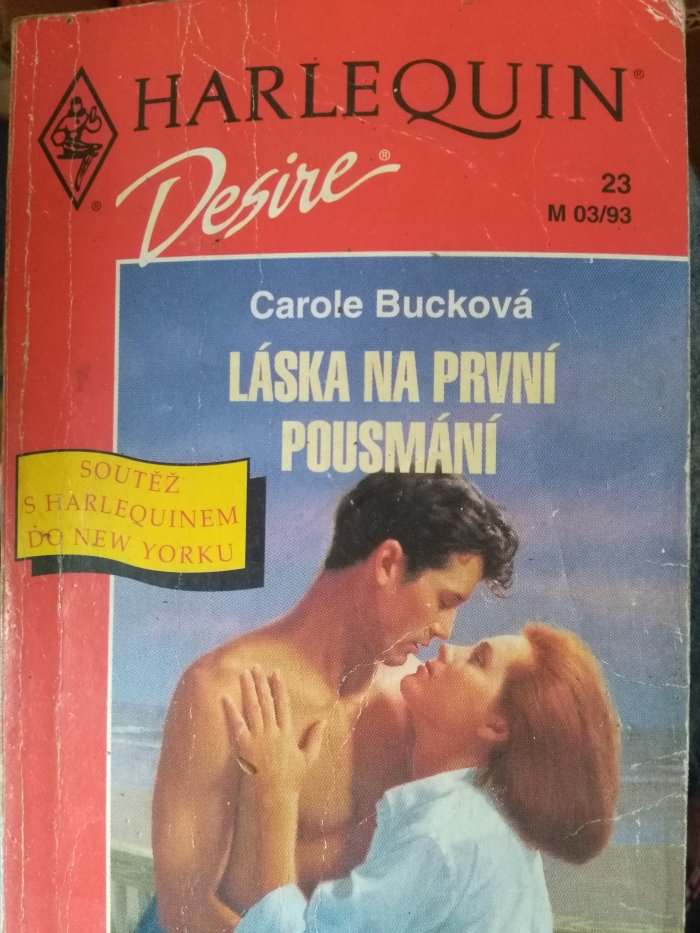 HARLEQUIN®
Desire®
23
M 03/93
Carole Bucková
LÁSKA NA PRVNÍ
POUSMÁNÍ
SOUTĚŽ
S HARLEQUINEM
DO NEW YORKU
®